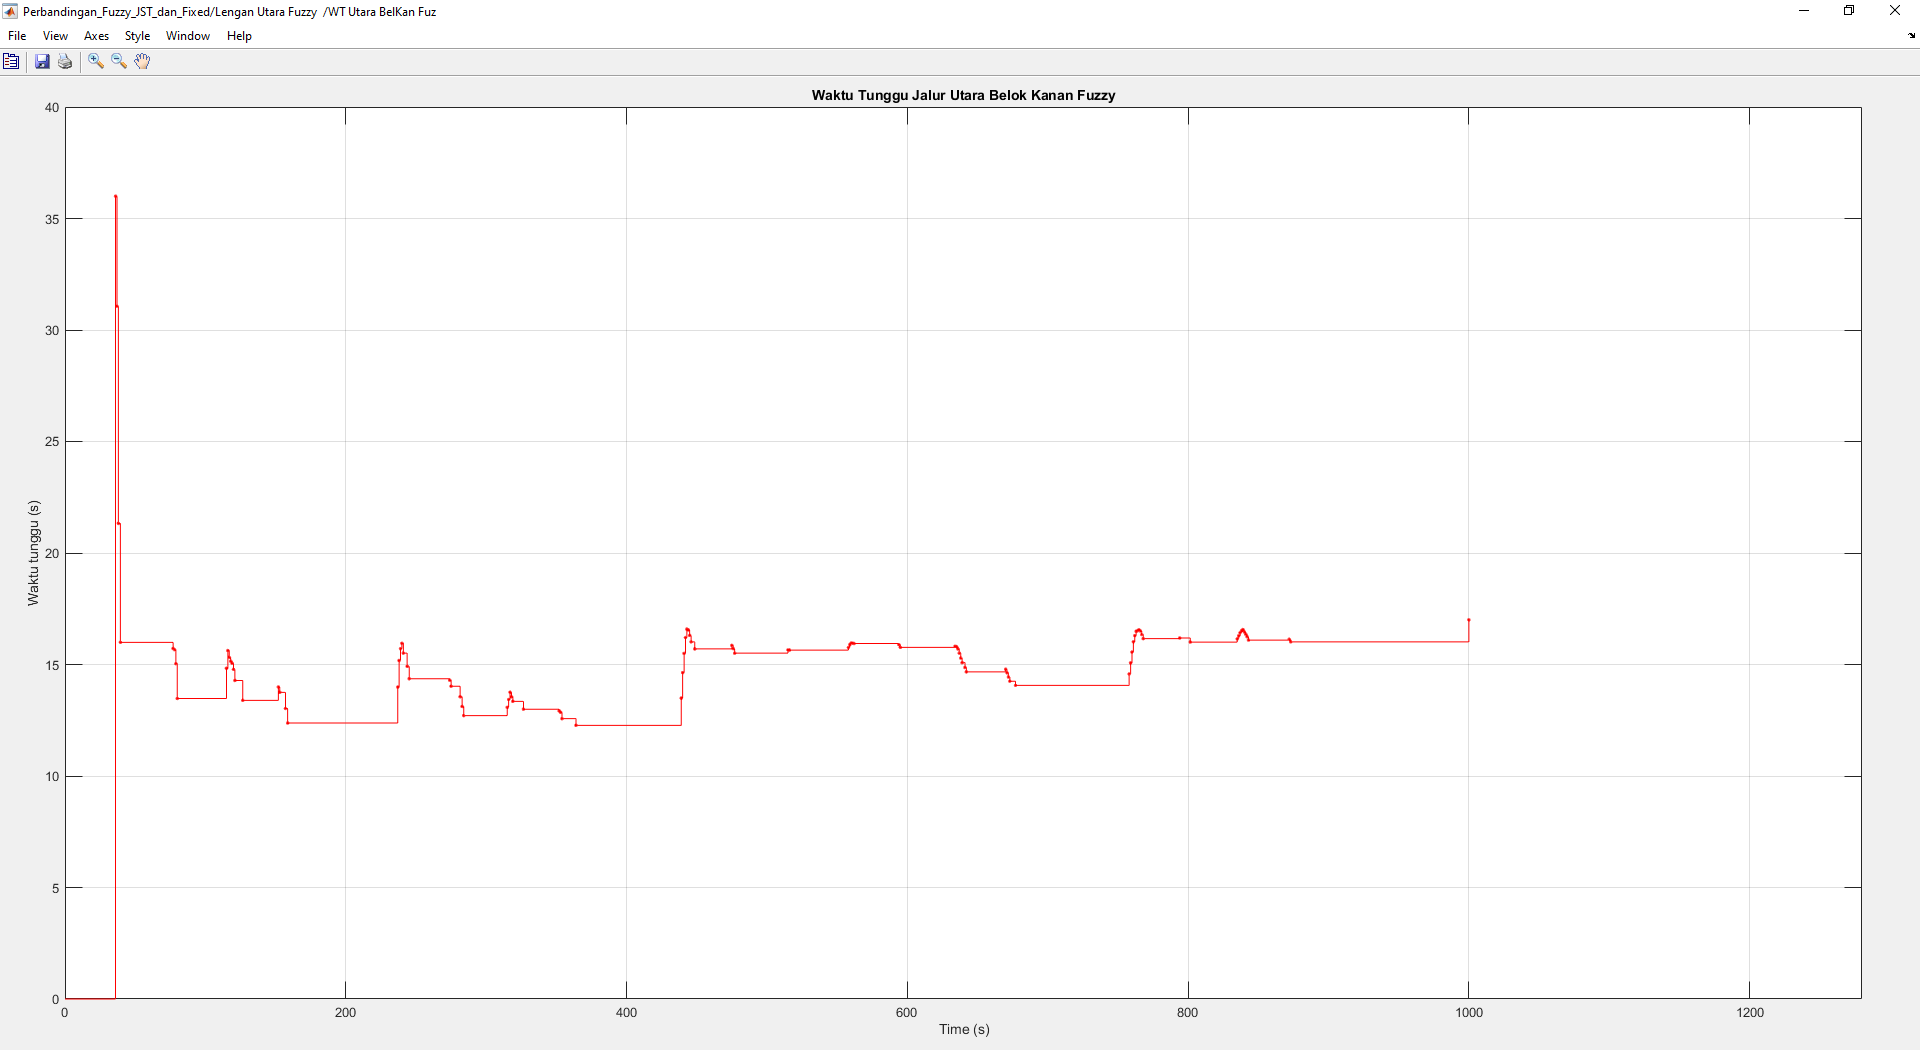 Perbandingan_Fuzzy_JST_dan_Fixed/Lengan Utara Fuzzy  /WT Utara BelKan Fuz
File View Axes Style Window Help
Waktu Tunggu Jalur Utara Belok Kanan Fuzzy
40
35
30
25
20
15
10
5
0
Waktu tunggu (s)
0 200 400 600 800 1000 1200
Time (s)